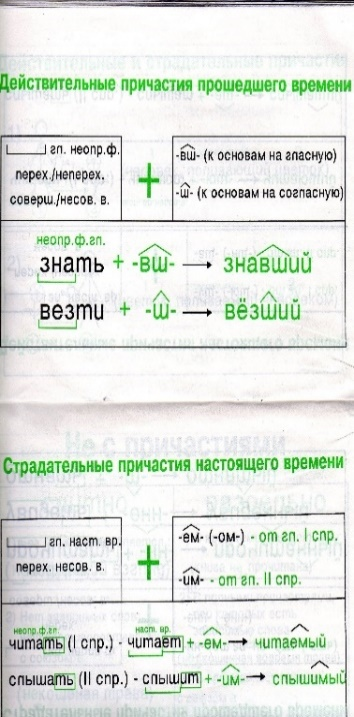 Действительные причастия прошедшего времени
гл. неопр.ф.
перех./неперех.
соверш./несов. в.
+
-вш- (к основам на гласную)
-ш- (к основам на согласную)
неопр.ф.гл.
знать + -вш- → знавший
везти + -ш- → вёзший
Не с причастиями
Страдательные причастия настоящего времени
гл. наст. вр.
перех. несов. в.
+
-ем- (-ом-) - от гл. I спр.
-им- - от гл. II спр.
неопр.ф.гл. наст. вр.
читать (I спр.) - читает + -ем- → читаемый
слышать (II спр.) - слышит + -им- → слышимый